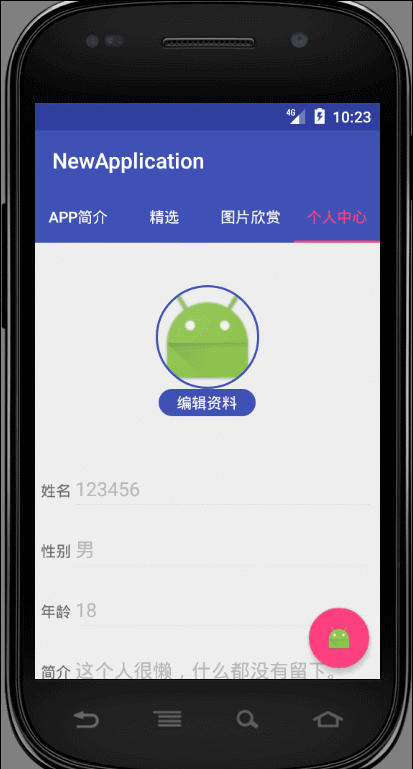 4G 10:23
NewApplication
APP简介 精选 图片欣赏 个人中心
编辑资料
姓名 123456
性别 男
年龄 18
简介 这个人很懒，什么都没有留下。